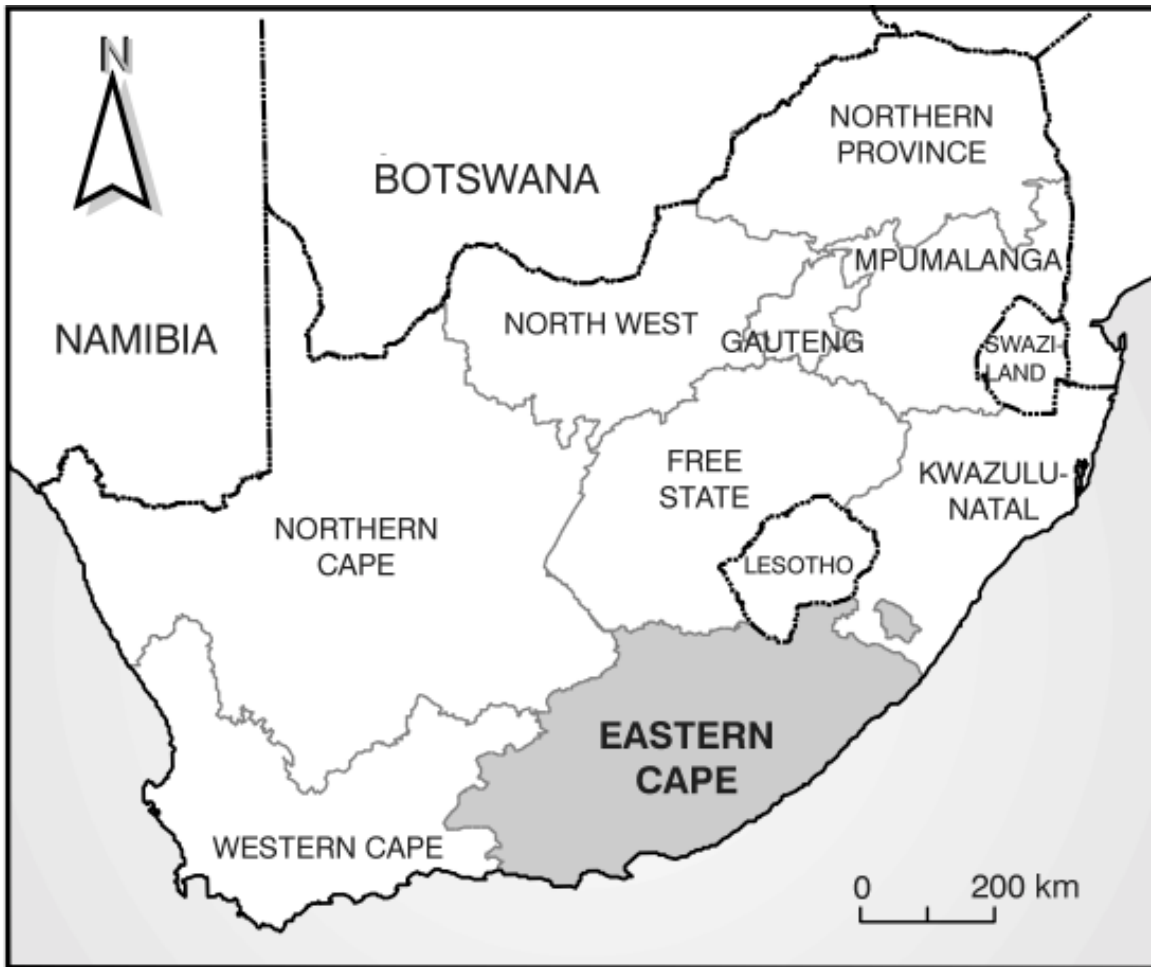 N
NORTHERN
PROVINCE
BOTSWANA
MPUMALANGA
NAMIBIA
NORTH WEST
GAUTENG
SWAZI-
LAND
FREE
STATE
KWAZULU-
NATAL
NORTHERN
CAPE
LESOTHO
EASTERN
CAPE
WESTERN CAPE
0 200 km